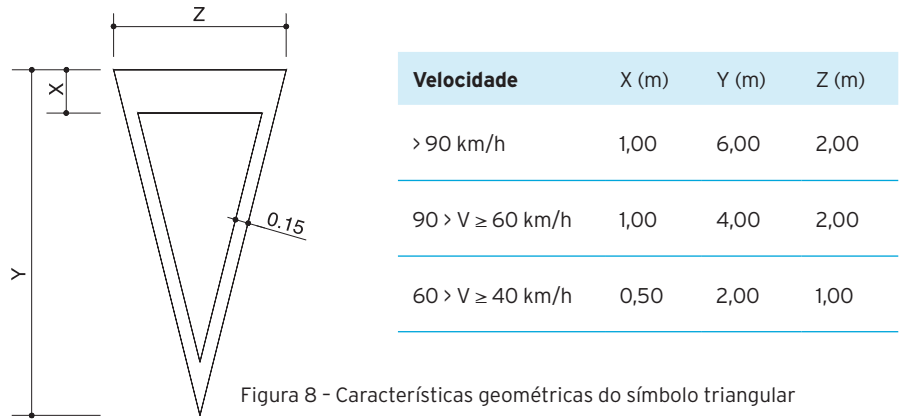 Z
X
Y
0.15
Velocidade X (m) Y (m) Z (m)
> 90 km/h 1,00 6,00 2,00
90 > V ≥ 60 km/h 1,00 4,00 2,00
60 > V ≥ 40 km/h 0,50 2,00 1,00
Figura 8 - Características geométricas do símbolo triangular